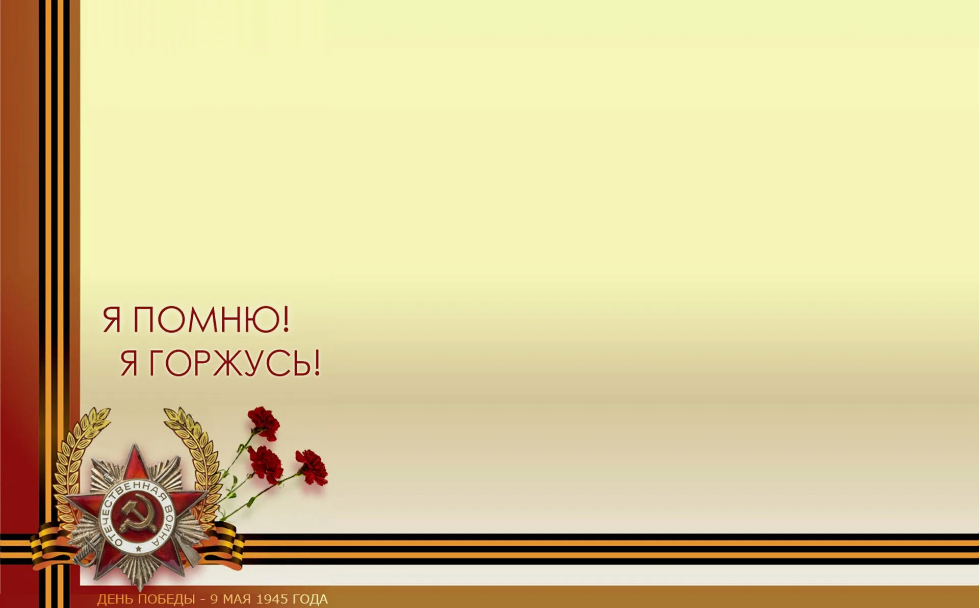 Я ПОМНЮ!
Я ГОРЖУСЬ!
ОТЕЧЕСТВЕННАЯ ВОЙНА
ДЕНЬ ПОБЕДЫ - 9 МАЯ 1945 ГОДА